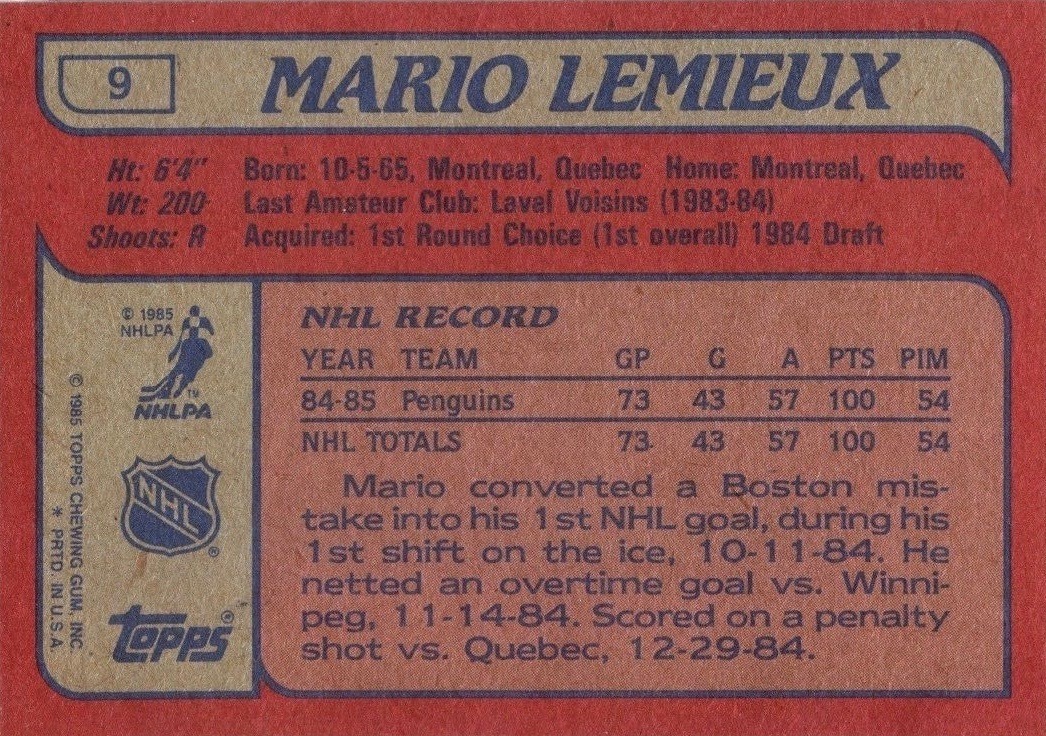 9
MARIO LEMIEUX
Ht: 6'4" Born: 10-5-65, Montreal, Quebec Home: Montreal, Quebec
Wt: 200 Last Amateur Club: Laval Voisins (1983-84)
Shoots: R Acquired: 1st Round Choice (1st overall) 1984 Draft
© 1985
NHLPA
TM
NHLPA
NHL
®
topps®
© 1985 TOPPS CHEWING GUM, INC
* PRTD. IN U.S.A
NHL RECORD
YEAR TEAM GP G A PTS PIM
84-85 Penguins 73 43 57 100 54
NHL TOTALS 73 43 57 100 54
Mario converted a Boston mis-
take into his 1st NHL goal, during his
1st shift on the ice, 10-11-84. He
netted an overtime goal vs. Winni-
peg, 11-14-84. Scored on a penalty
shot vs. Quebec, 12-29-84.